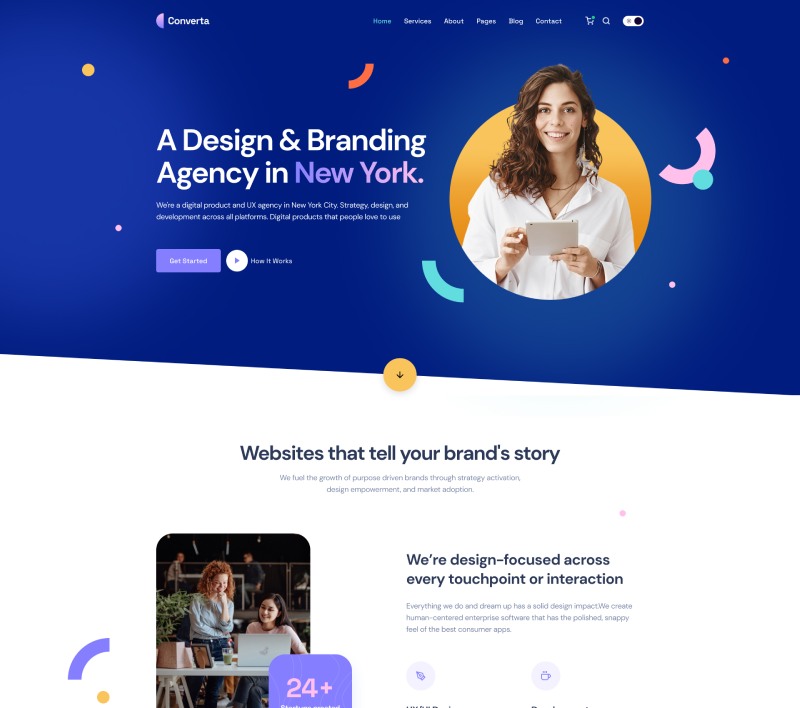 Converta
Home Services About Pages Blog Contact
A Design & Branding
Agency in New York.
We're a digital product and UX agency in New York City. Strategy, design, and
development across all platforms. Digital products that people love to use
Get Started
How It Works
Websites that tell your brand's story
We fuel the growth of purpose driven brands through strategy activation,
design empowerment, and market adoption.
We're design-focused across
every touchpoint or interaction
Everything we do and dream up has a solid design impact.We create
human-centered enterprise software that has the polished, snappy
feel of the best consumer apps.
24+